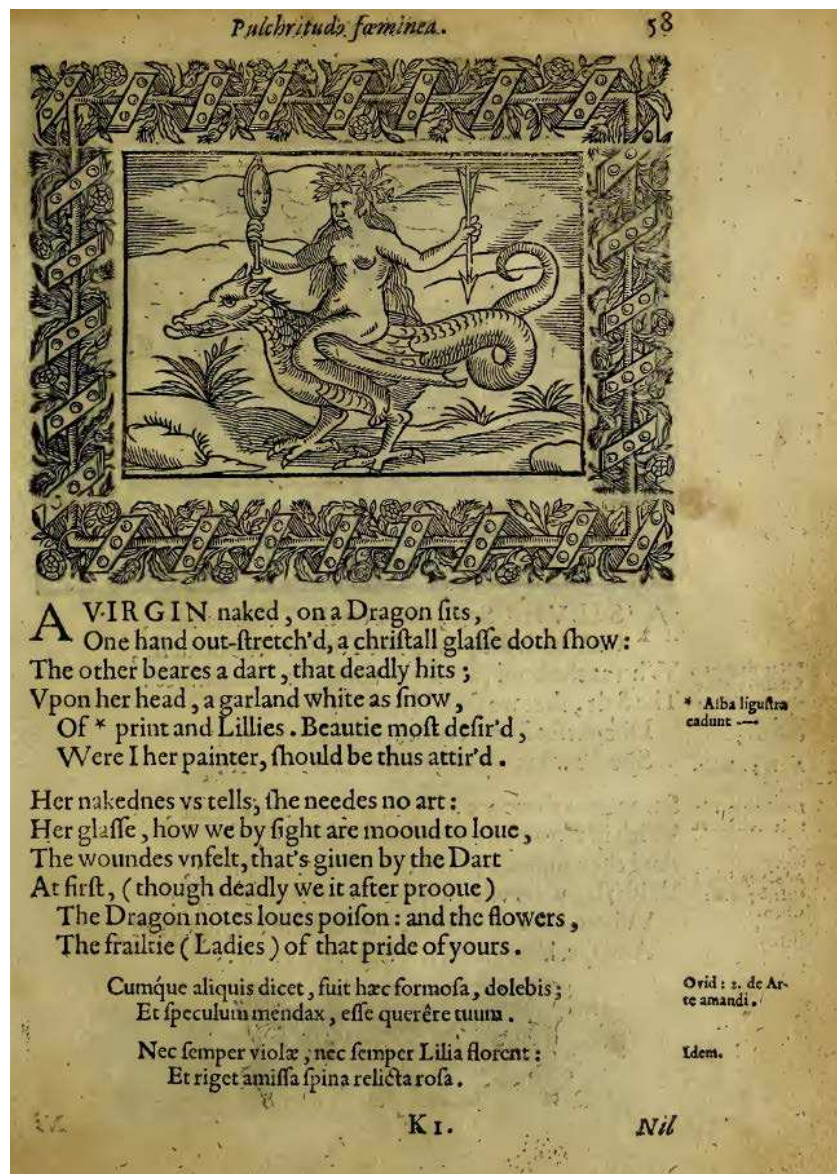 Pulchritudo fœminea. 58
A VIRGIN naked, on a Dragon ſits,
One hand out-ſtretch'd, a chriſtall glaſſe doth ſhow:
The other beares a dart, that deadly hits;
Vpon her head, a garland white as ſnow,
* Alba liguſtra
cadunt -—
Of * print and Lillies. Beautie moſt deſir'd,
Were I her painter, ſhould be thus attir'd.
Her nakednes vs tells, ſhe needes no art:
Her glaſſe, how we by ſight are mooud to loue,
The woundes vnfelt, that's giuen by the Dart
At firſt, (though deadly we it after prooue)
The Dragon notes loues poiſon: and the flowers,
The frailtie (Ladies) of that pride of yours.
Cumque aliquis dicet, fuit hæc formoſa, dolebis;
Et ſpeculum mendax, eſſe querêre tuum.
Ovid: 2. de Ar-
te amandi.
Nec ſemper violæ, nec ſemper Lilia florent:
Et riget amiſſa ſpina relicta roſa.
Idem.
K1. Nil